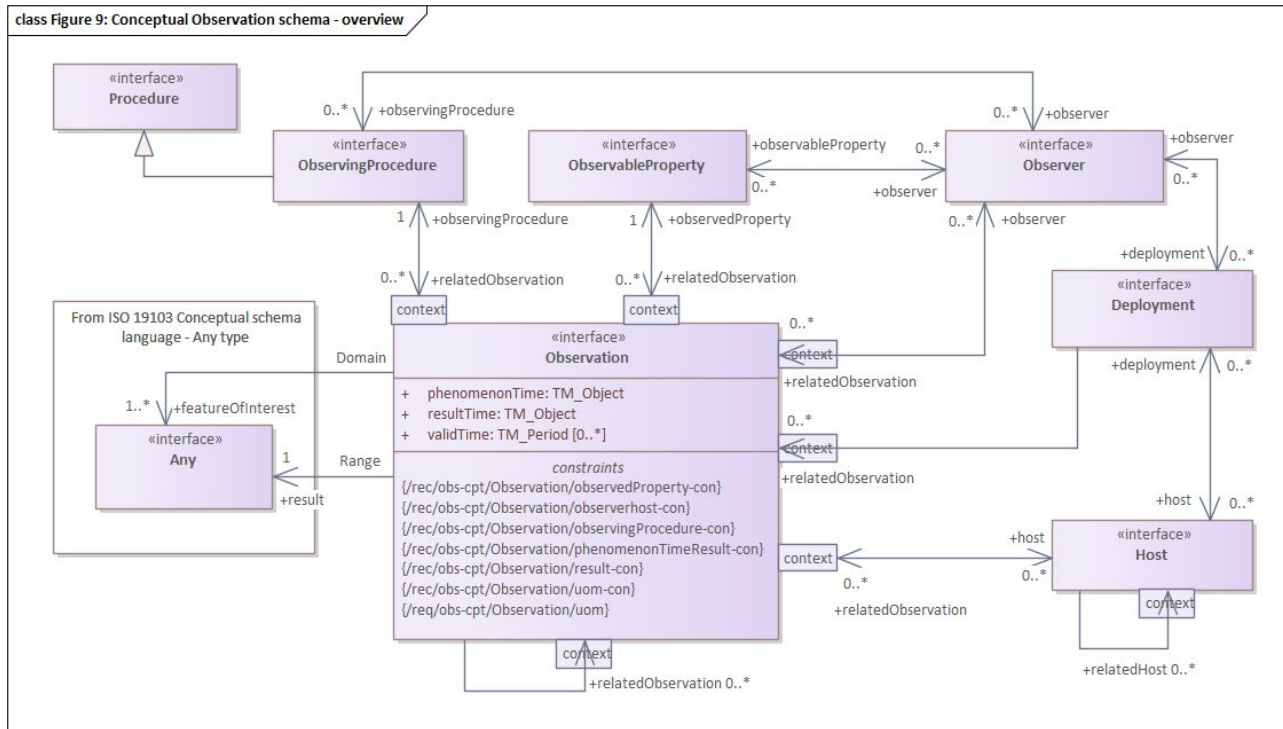 class Figure 9: Conceptual Observation schema - overview
«interface»
Procedure
0..*
+observingProcedure
0..*
+observer
«interface»
ObservingProcedure
«interface»
ObservableProperty
+observableProperty
0..*
0..*
+observer
«interface»
Observer
+observer
0..*
1
+observingProcedure
1
+observedProperty
0..*
+observer
0..*
+relatedObservation
0..*
+relatedObservation
+deployment
0..*
context
context
«interface»
Deployment
From ISO 19103 Conceptual schema
language - Any type
Domain
1..*
+featureOfInterest
«interface»
Any
1
Range
+result
«interface»
Observation
+ phenomenonTime: TM_Object
+ resultTime: TM_Object
+ validTime: TM_Period [0..*]
constraints
{/rec/obs-cpt/Observation/observedProperty-con}
{/rec/obs-cpt/Observation/observerhost-con}
{/rec/obs-cpt/Observation/observingProcedure-con}
{/rec/obs-cpt/Observation/phenomenonTimeResult-con}
{/rec/obs-cpt/Observation/result-con}
{/rec/obs-cpt/Observation/uom-con}
{/req/obs-cpt/Observation/uom}
0..*
context
+relatedObservation
0..*
context
+relatedObservation
+deployment
0..*
+host
0..*
context
0..*
+relatedObservation
+host
0..*
«interface»
Host
context
+relatedHost 0..*
context
+relatedObservation 0..*